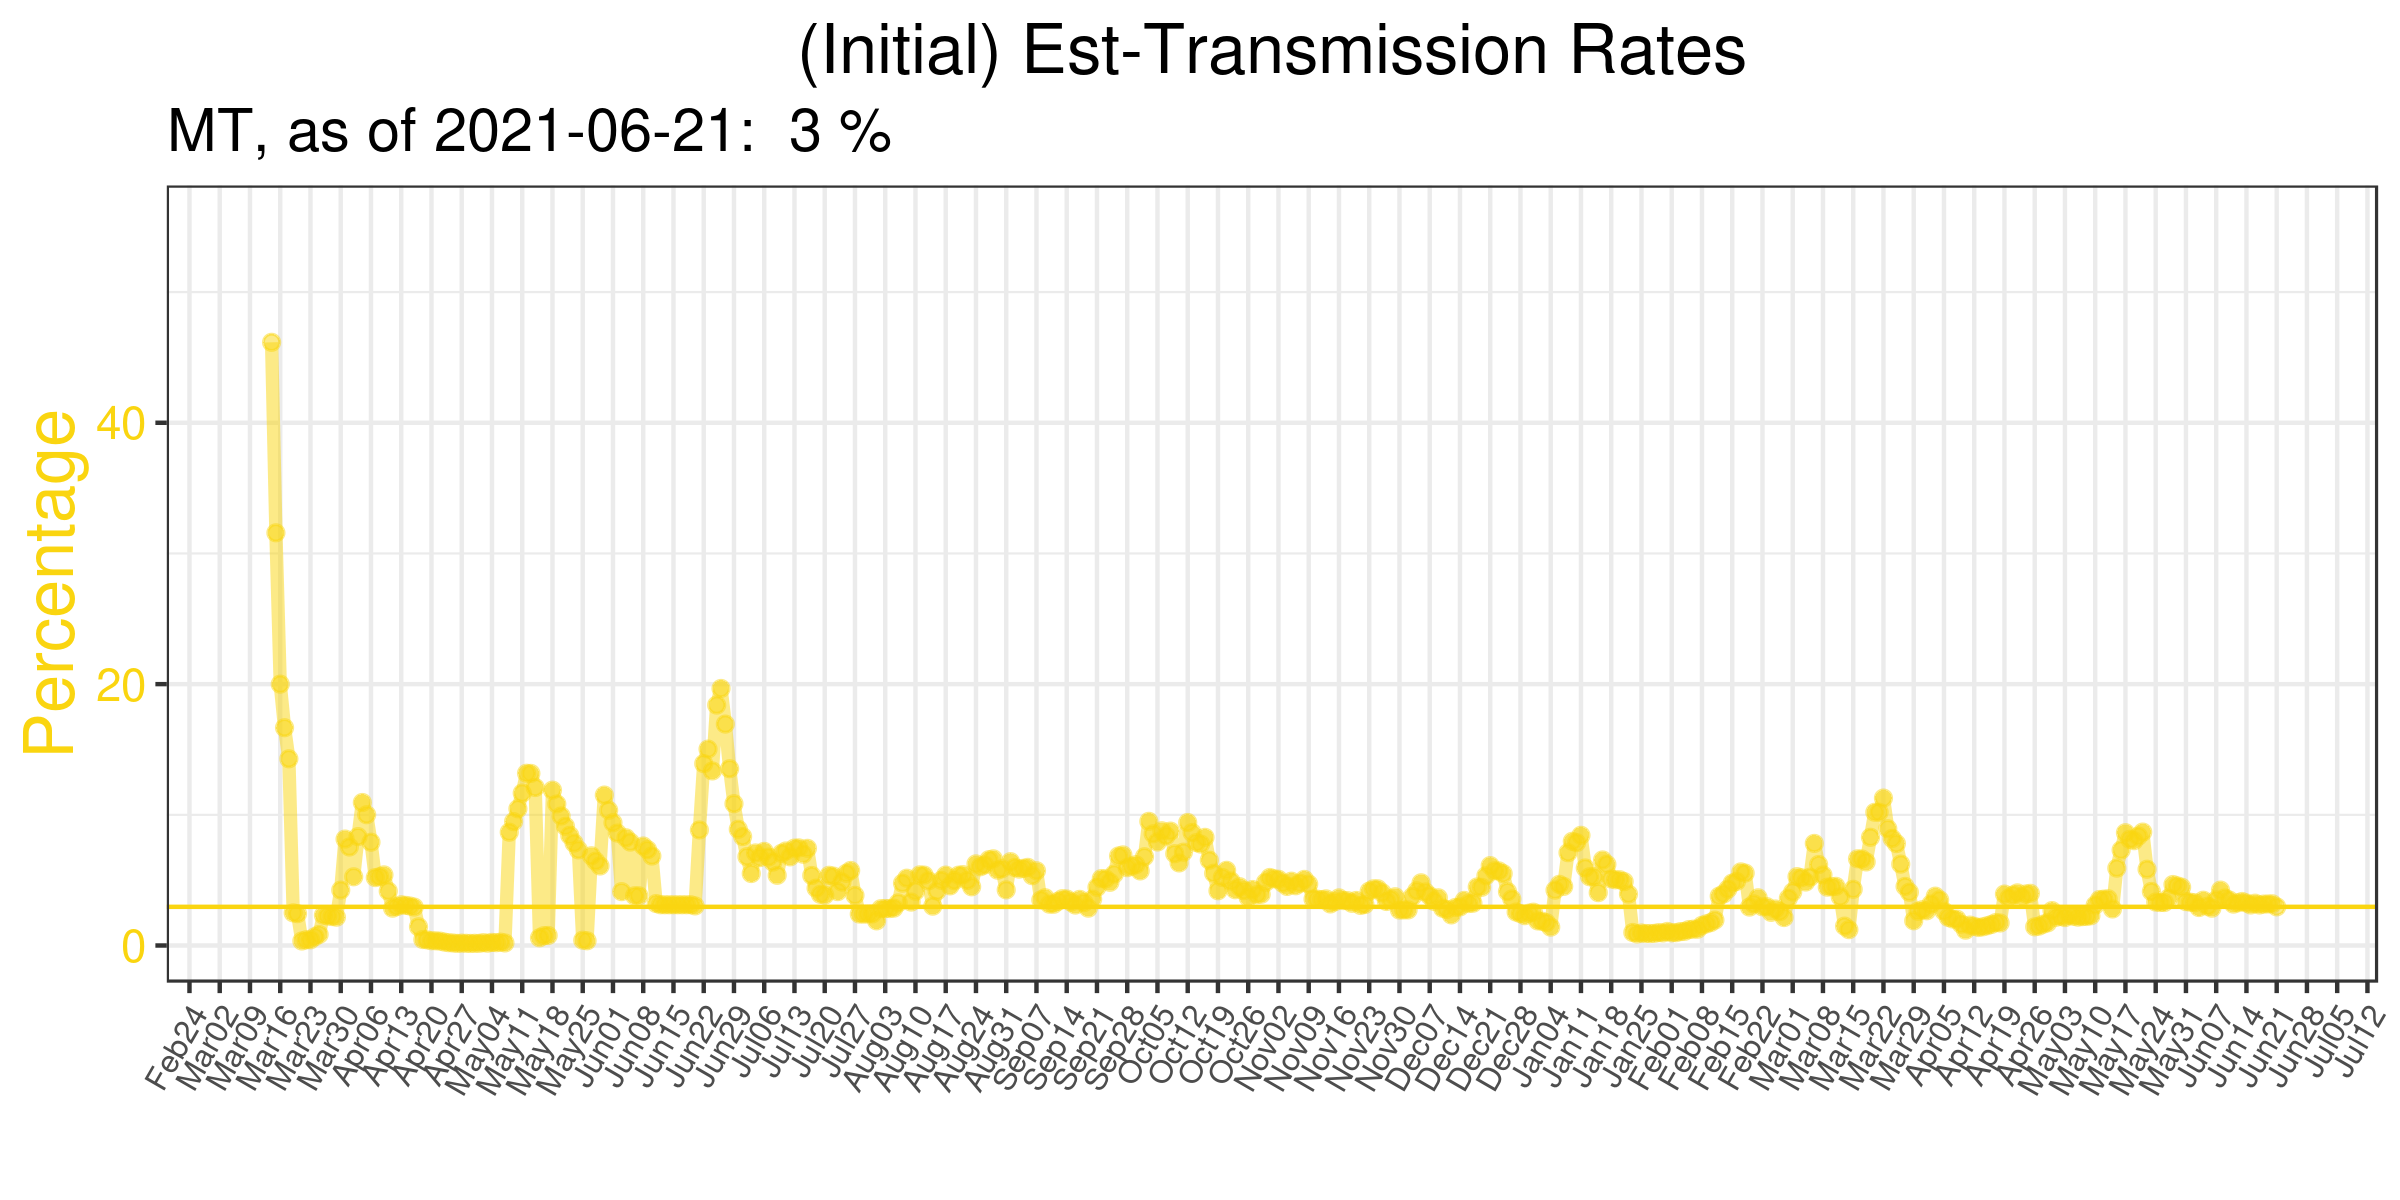 (Initial) Est-Transmission Rates
MT, as of 2021-06-21:  3 %
Percentage
40
20
0
Feb24
Mar02
Mar09
Mar16
Mar23
Mar30
Apr06
Apr13
Apr20
Apr27
May04
May11
May18
May25
Jun01
Jun08
Jun15
Jun22
Jun29
Jul06
Jul13
Jul20
Jul27
Aug03
Aug10
Aug17
Aug24
Aug31
Sep07
Sep14
Sep21
Sep28
Oct05
Oct12
Oct19
Oct26
Nov02
Nov09
Nov16
Nov23
Nov30
Dec07
Dec14
Dec21
Dec28
Jan04
Jan11
Jan18
Jan25
Feb01
Feb08
Feb15
Feb22
Mar01
Mar08
Mar15
Mar22
Mar29
Apr05
Apr12
Apr19
Apr26
May03
May10
May17
May24
May31
Jun07
Jun14
Jun21
Jun28
Jul05
Jul12